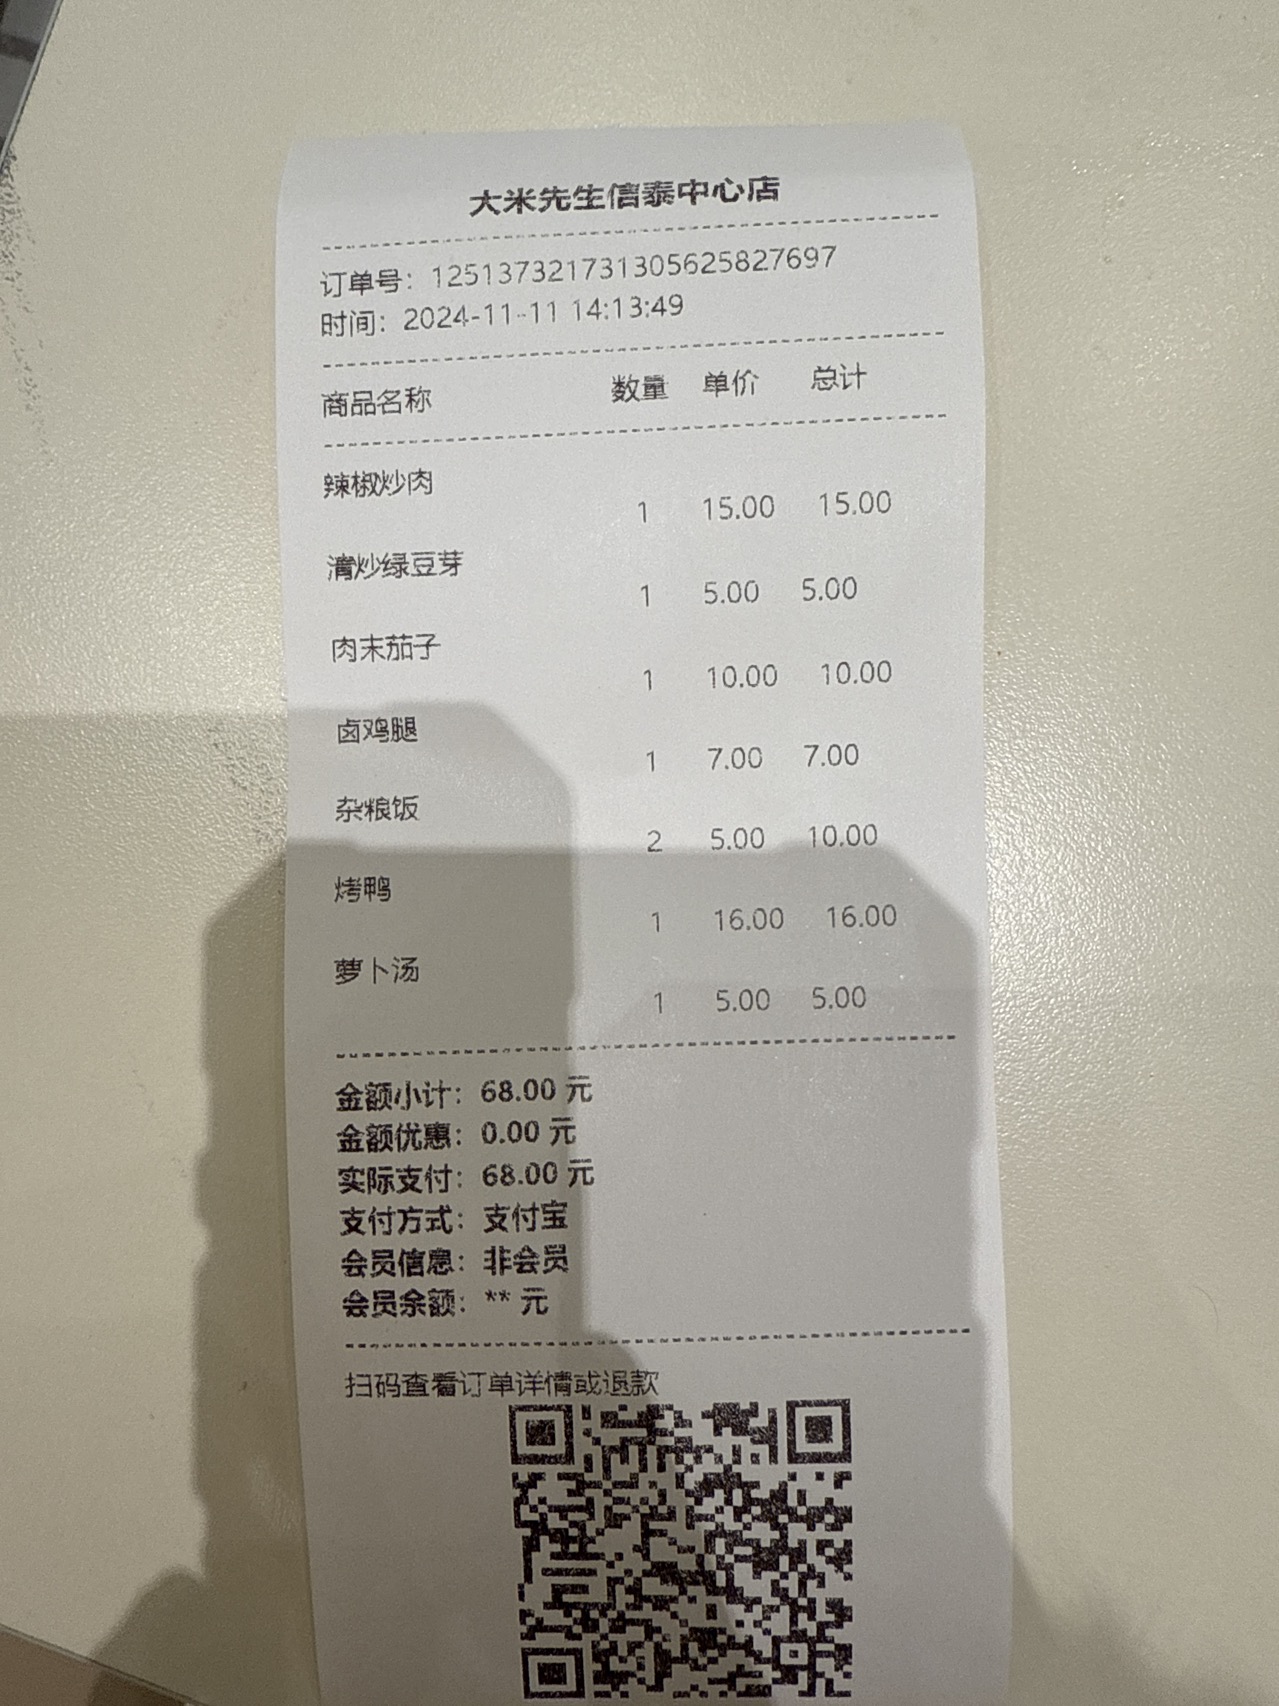 大米先生信泰中心店
订单号：125137321731305625827697
时间：2024-11-11 14:13:49
商品名称 数量 单价 总计
辣椒炒肉
1 15.00 15.00
清炒绿豆芽
1 5.00 5.00
肉末茄子
1 10.00 10.00
卤鸡腿
1 7.00 7.00
杂粮饭
2 5.00 10.00
烤鸭
1 16.00 16.00
萝卜汤
1 5.00 5.00
金额小计：68.00 元
金额优惠：0.00 元
实际支付：68.00 元
支付方式：支付宝
会员信息：非会员
会员余额：** 元
扫码查看订单详情或退款